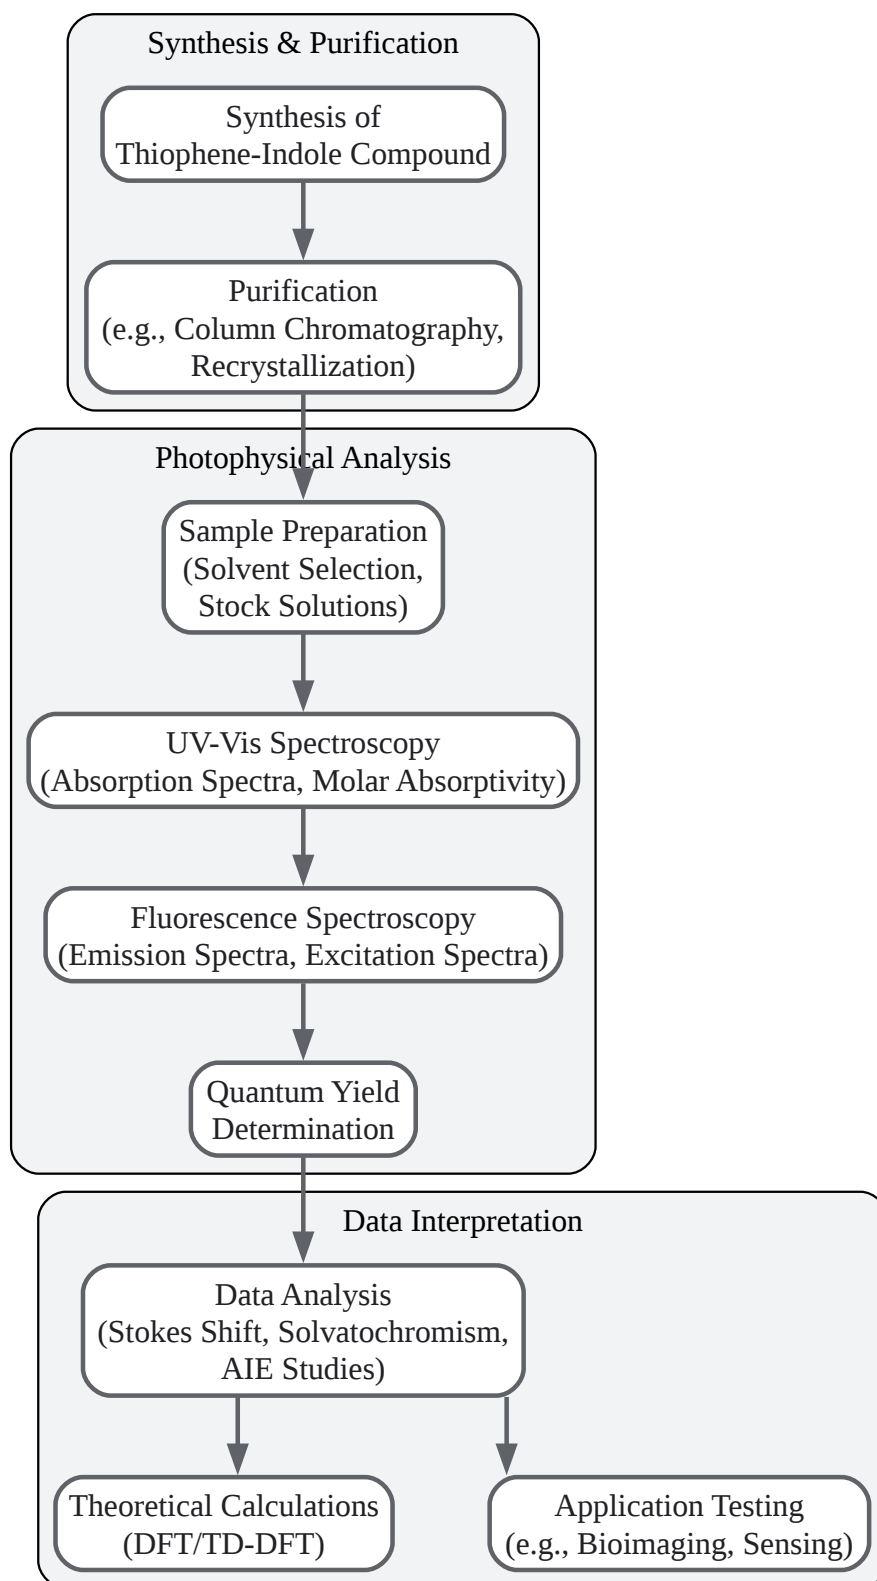 Synthesis & Purification
Synthesis of
Thiophene-Indole Compound
Purification
(e.g., Column Chromatography,
Recrystallization)
Photophysical Analysis
Sample Preparation
(Solvent Selection,
Stock Solutions)
UV-Vis Spectroscopy
(Absorption Spectra, Molar Absorptivity)
Fluorescence Spectroscopy
(Emission Spectra, Excitation Spectra)
Quantum Yield
Determination
Data Interpretation
Data Analysis
(Stokes Shift, Solvatochromism,
AIE Studies)
Theoretical Calculations
(DFT/TD-DFT)
Application Testing
(e.g., Bioimaging, Sensing)